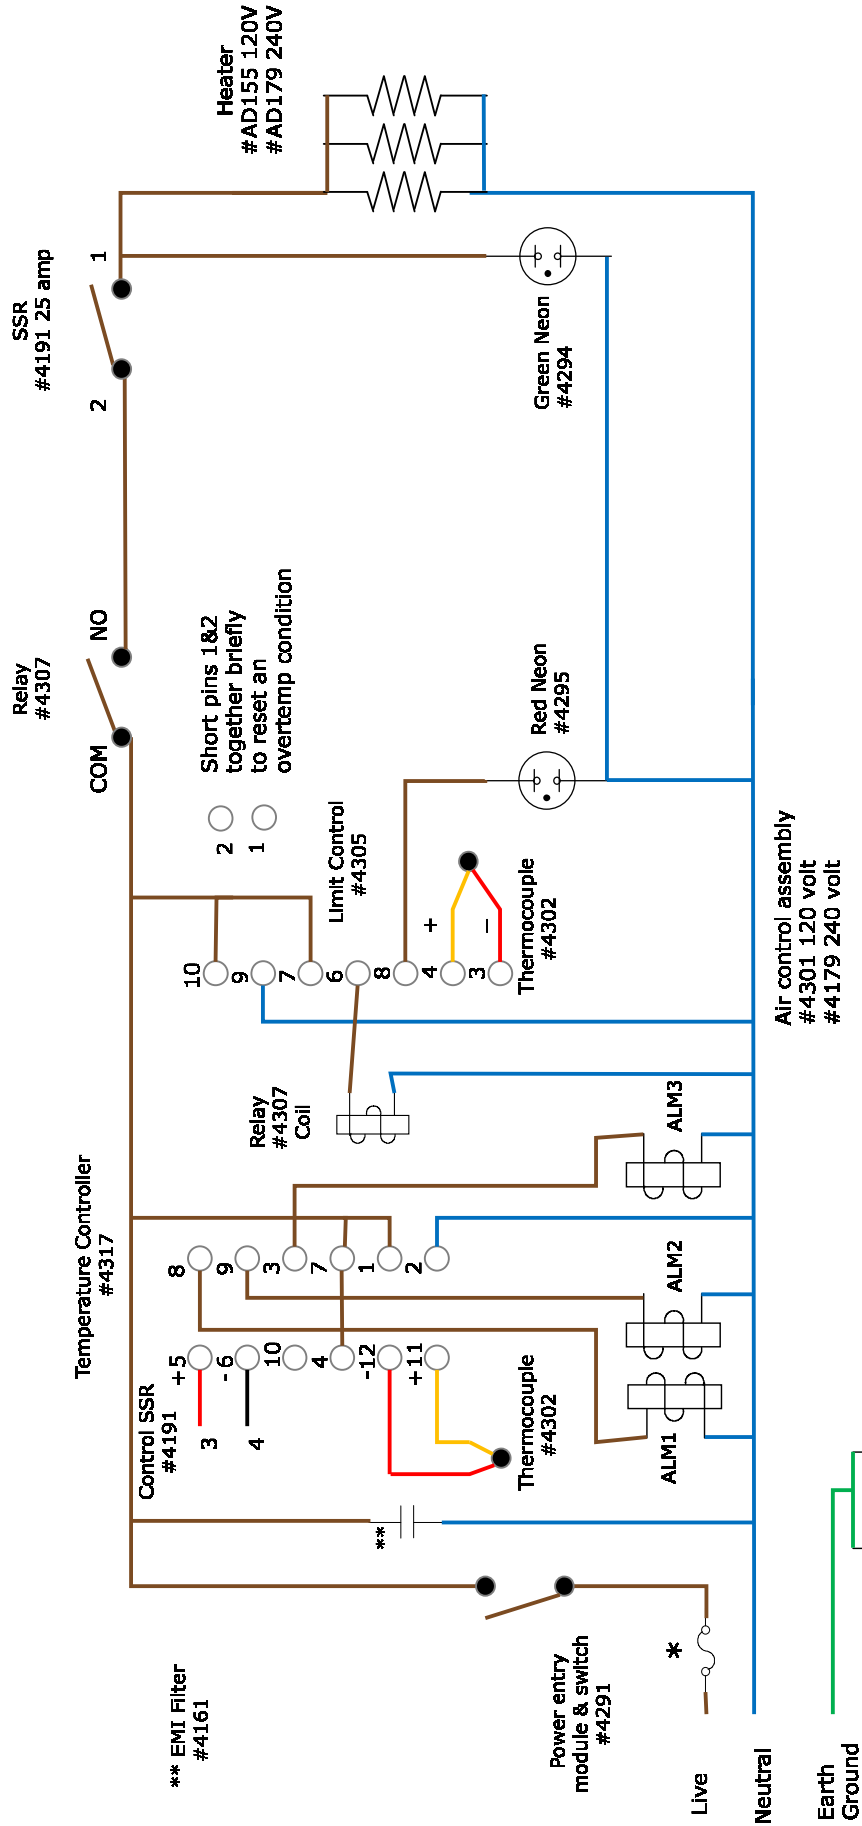 Heater
#AD155 120V
#AD179 240V
SSR
#4191 25 amp
1
2
Green Neon
#4294
Relay
#4307
NO
COM
Short pins 1&2
together briefly
to reset an
overtemp condition
2
1
Red Neon
#4295
LImit Control
#4305
10
9
7
6
8
4
3
+
−
Thermocouple
#4302
Air control assembly
#4301 120 volt
#4179 240 volt
Relay
#4307
Coil
ALM3
Temperature Controller
#4317
8
9
3
7
1
2
ALM2
+5
-6
10
4
-12
+11
Control SSR
#4191
3
4
Thermocouple
#4302
ALM1
**
** EMI Filter
#4161
Power entry
module & switch
#4291
*
Live
Neutral
Earth
Ground